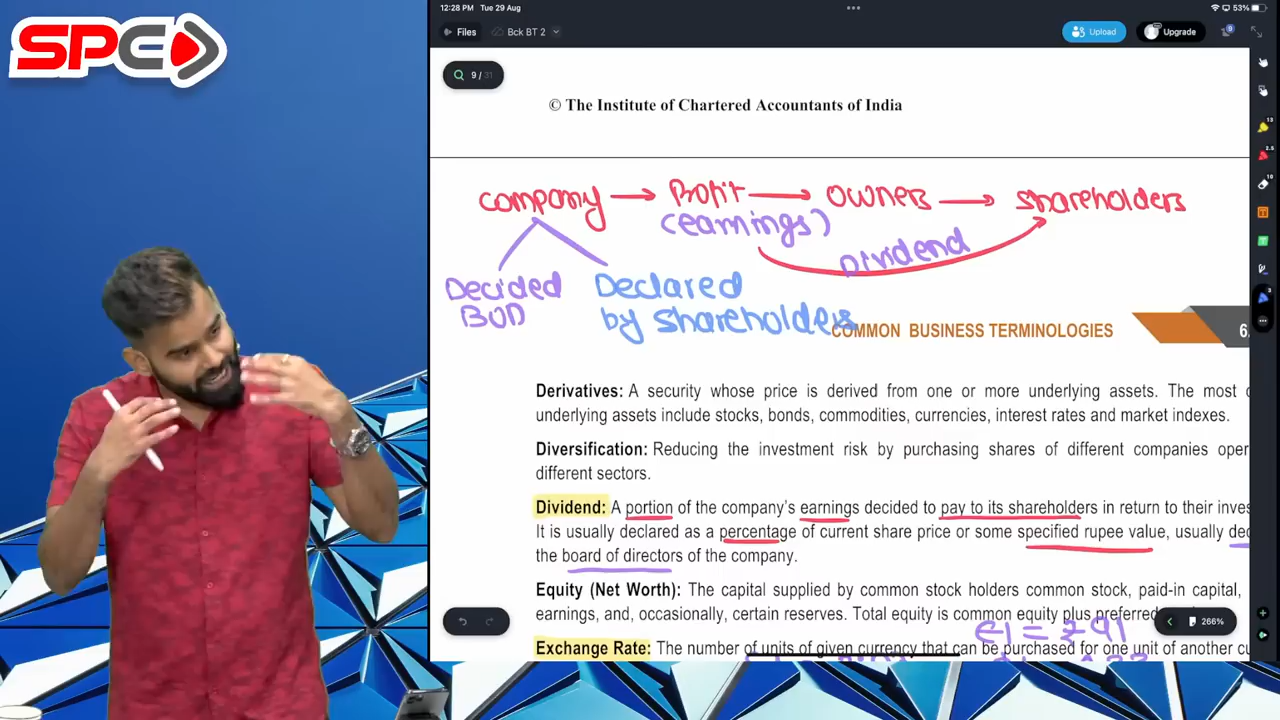 SPC
12:28 PM Tue 29 Aug
53%
Files
Bck BT 2
Upload
Upgrade
9 / 31
© The Institute of Chartered Accountants of India
company → Profit → owners → shareholders
(earnings)
Dividend
Decided
BOD
Declared
by shareholders
COMMON BUSINESS TERMINOLOGIES
6.
Derivatives: A security whose price is derived from one or more underlying assets. The most
underlying assets include stocks, bonds, commodities, currencies, interest rates and market indexes.
Diversification: Reducing the investment risk by purchasing shares of different companies oper
different sectors.
Dividend: A portion of the company's earnings decided to pay to its shareholders in return to their inves
It is usually declared as a percentage of current share price or some specified rupee value, usually dec
the board of directors of the company.
Equity (Net Worth): The capital supplied by common stock holders common stock, paid-in capital,
earnings, and, occasionally, certain reserves. Total equity is common equity plus preferred
€1 = ₹91
266%
Exchange Rate: The number of units of given currency that can be purchased for one unit of another cu